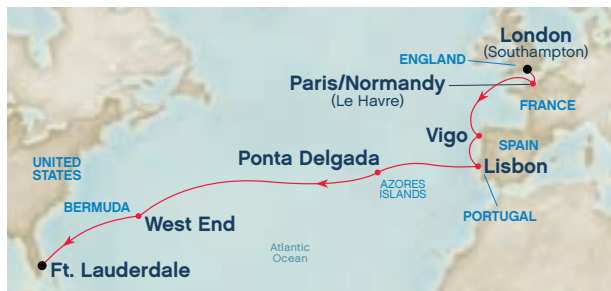 London
(Southampton)
ENGLAND
Paris/Normandy
(Le Havre)
FRANCE
Vigo
SPAIN
Ponta Delgada
Lisbon
UNITED
STATES
AZORES
ISLANDS
BERMUDA
PORTUGAL
West End
Atlantic
Ocean
Ft. Lauderdale